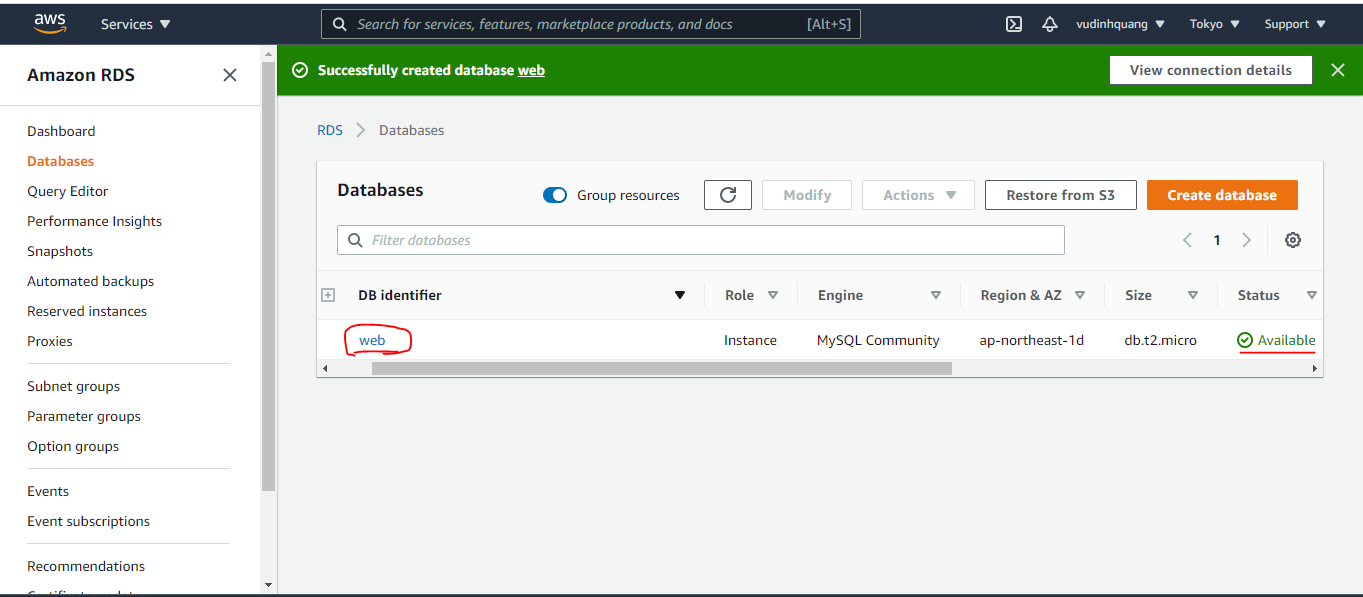 aws Services Search for services, features, marketplace products, and docs [Alt+S] vudinhquang Tokyo Support
Amazon RDS
Dashboard
Databases
Query Editor
Performance Insights
Snapshots
Automated backups
Reserved instances
Proxies
Subnet groups
Parameter groups
Option groups
Events
Event subscriptions
Recommendations
Successfully created database web View connection details
RDS Databases
Databases Group resources Modify Actions Restore from S3 Create database
Filter databases 1
DB identifier Role Engine Region & AZ Size Status
web Instance MySQL Community ap-northeast-1d db.t2.micro Available